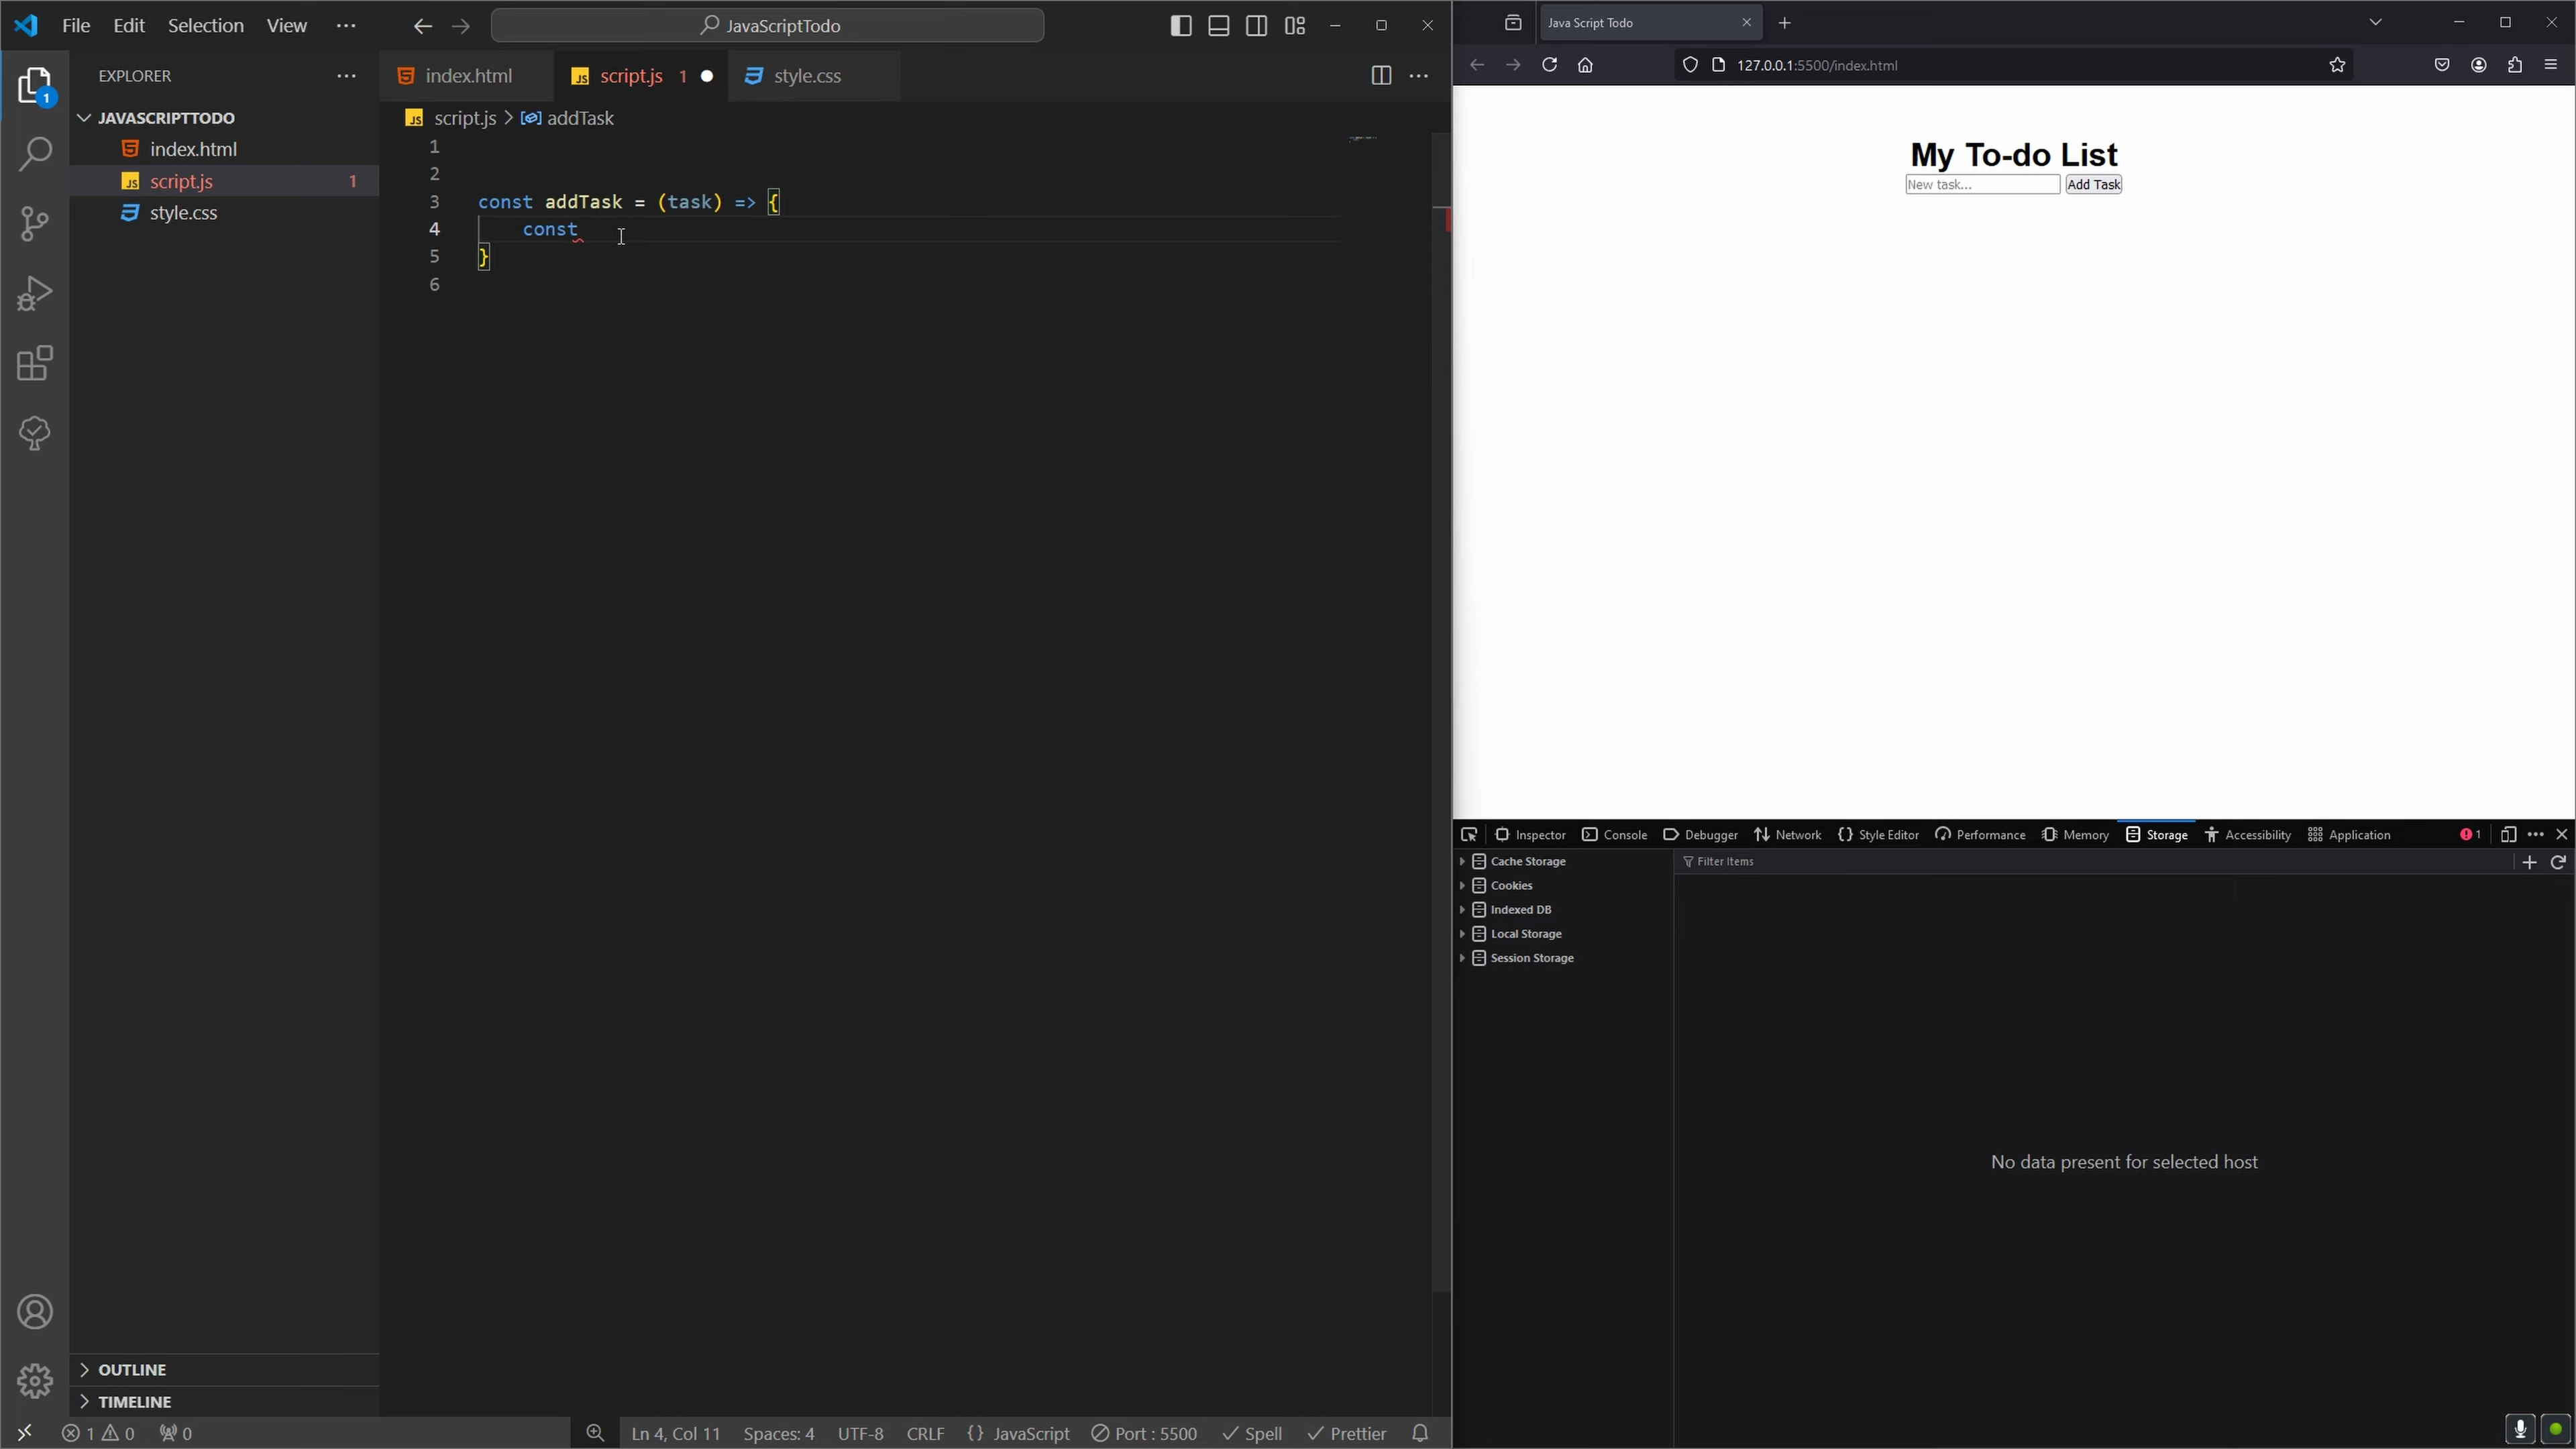 File Edit Selection View ···
JavaScriptTodo
EXPLORER
JAVASCRIPTTODO
index.html
script.js 1
style.css
OUTLINE
TIMELINE
1
index.html script.js 1 style.css
script.js > addTask
1
2
3 const addTask = (task) => {
4 const
5 }
6
1 0 0
Ln 4, Col 11 Spaces: 4 UTF-8 CRLF {} JavaScript Port : 5500 Spell Prettier
Java Script Todo
127.0.0.1:5500/index.html
My To-do List
New task... Add Task
Inspector Console Debugger Network Style Editor Performance Memory Storage Accessibility Application 1
Cache Storage
Cookies
Indexed DB
Local Storage
Session Storage
Filter Items
No data present for selected host